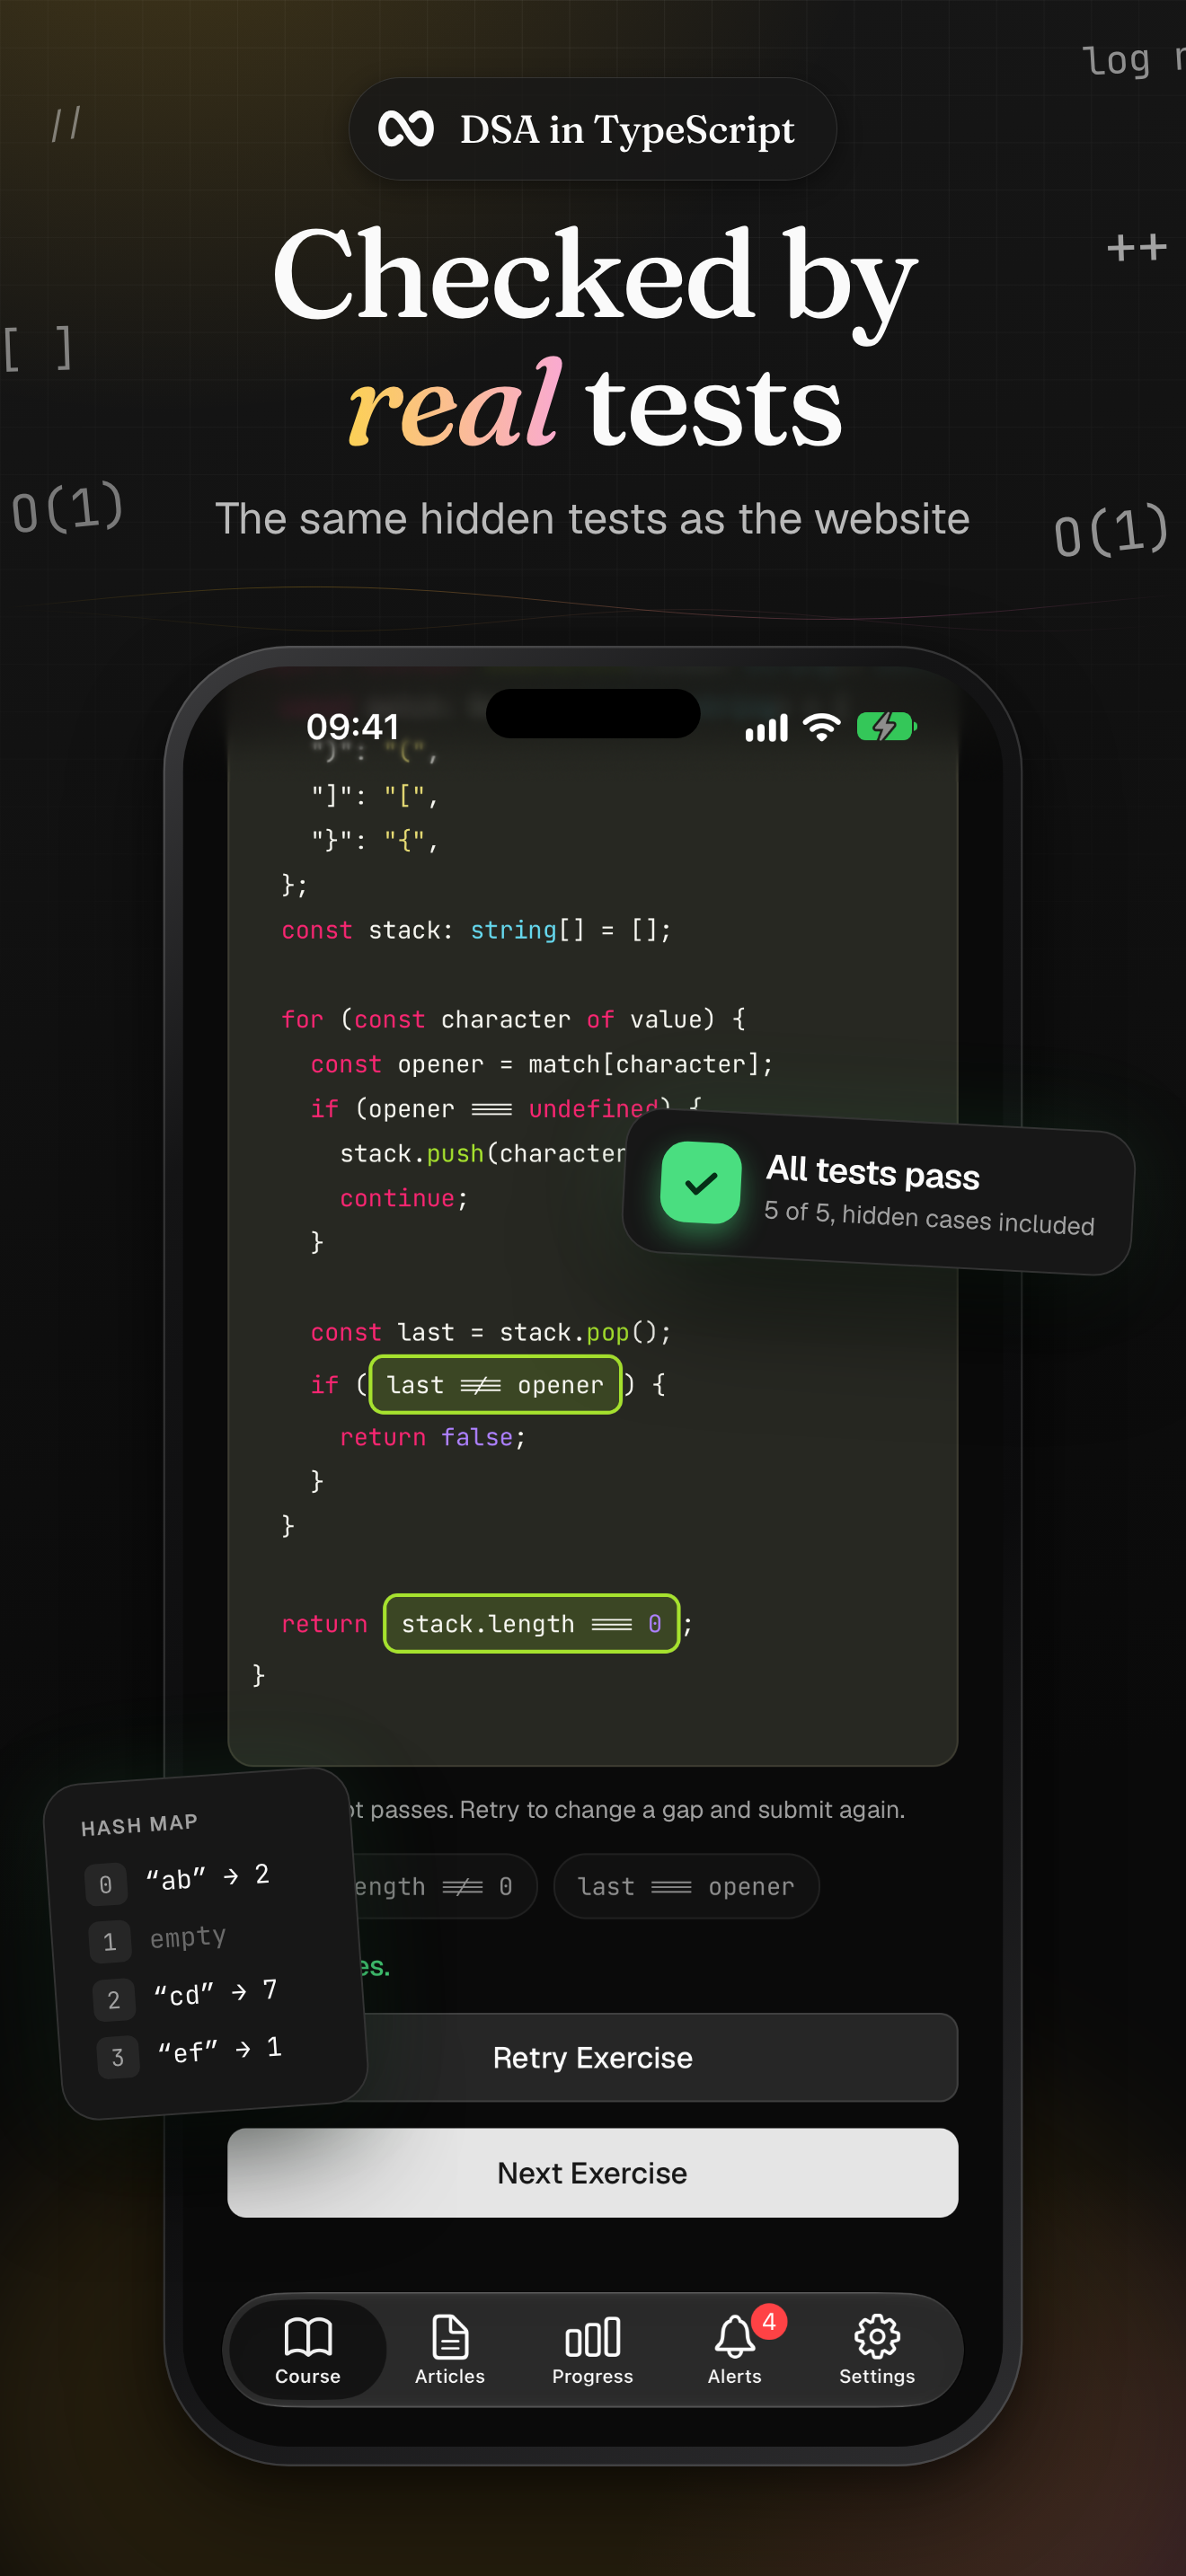 log
//
DSA in TypeScript
Checked by
++
real tests
[ ]
O(1)
The same hidden tests as the website
O(1)
09:41
")": "(",
"]": "[",
"}": "{",
};
const stack: string[] = [];
for (const character of value) {
const opener = match[character];
if (opener === undefined) {
stack.push(character
continue;
}
All tests pass
5 of 5, hidden cases included
const last = stack.pop();
if (last !== opener) {
return false;
}
}
return stack.length === 0;
}
passes. Retry to change a gap and submit again.
HASH MAP
0 “ab” → 2
1 empty
2 “cd” → 7
3 “ef” → 1
!== 0
last === opener
Retry Exercise
Next Exercise
4
Course
Articles
Progress
Alerts
Settings